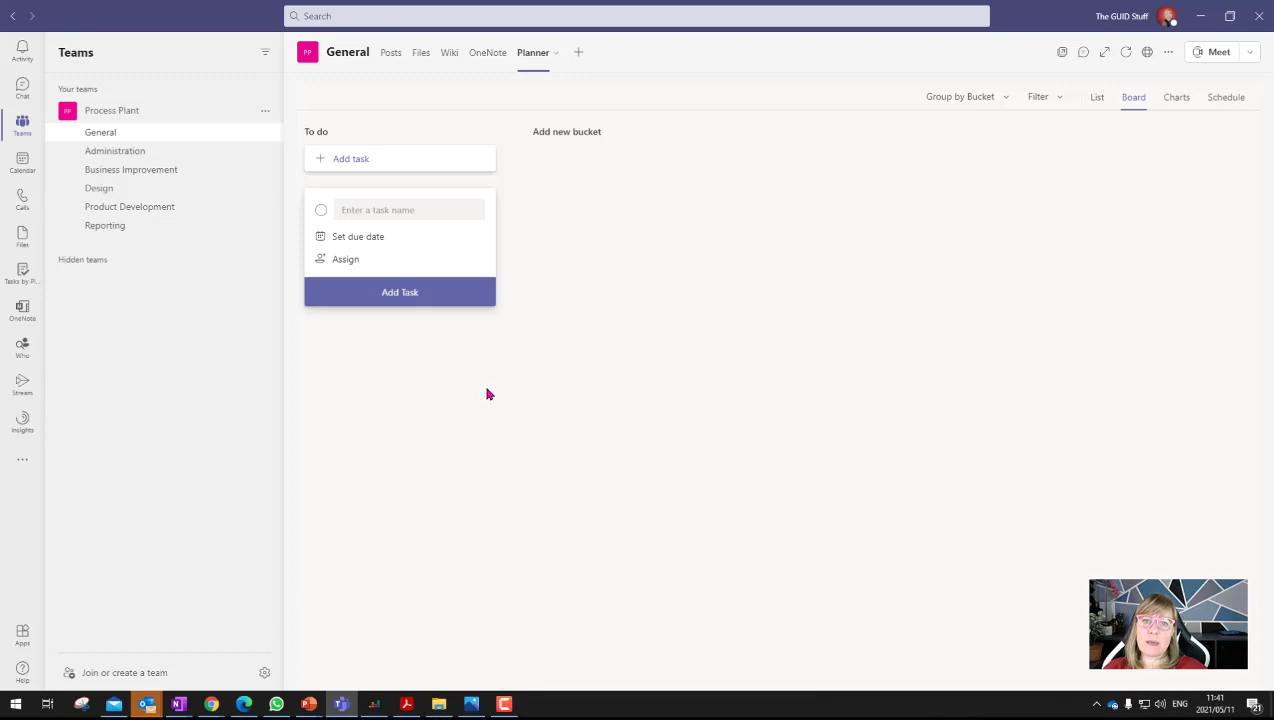 Search
The GUID Stuff
Activity
Chat
Teams
Calendar
Calls
Files
Tasks by Pl...
OneNote
Who
Stream
Insights
Apps
Help
Teams
Your teams
PP
Process Plant
General
Administration
Business Improvement
Design
Product Development
Reporting
Hidden teams
Join or create a team
PP
General
Posts
Files
Wiki
OneNote
Planner
Meet
Group by Bucket
Filter
List
Board
Charts
Schedule
To do
Add new bucket
Add task
Enter a task name
Set due date
Assign
Add Task
ENG
11:41
2021/05/11
21